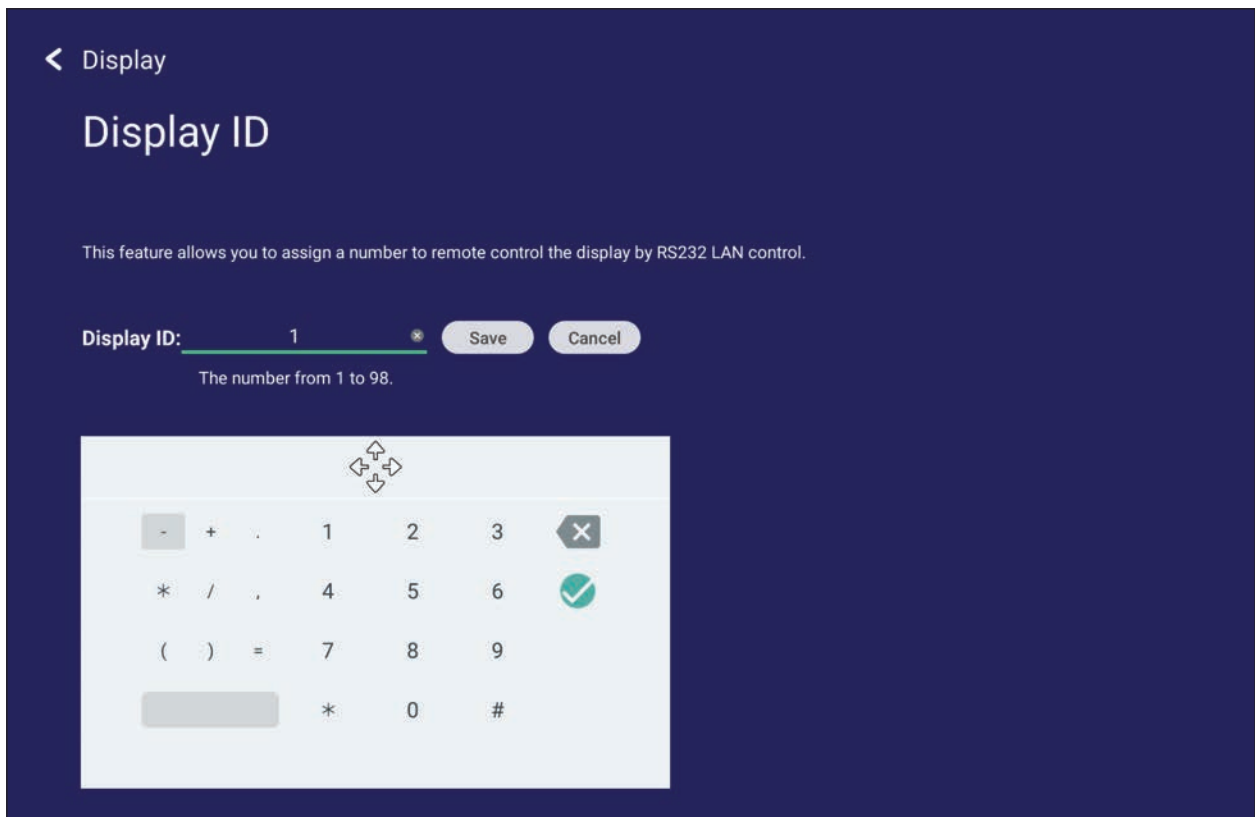 Display
Display ID
This feature allows you to assign a number to remote control the display by RS232 LAN control.
Display ID: 1 Save Cancel
The number from 1 to 98.
- + . 1 2 3
* / , 4 5 6
( ) = 7 8 9
* 0 #